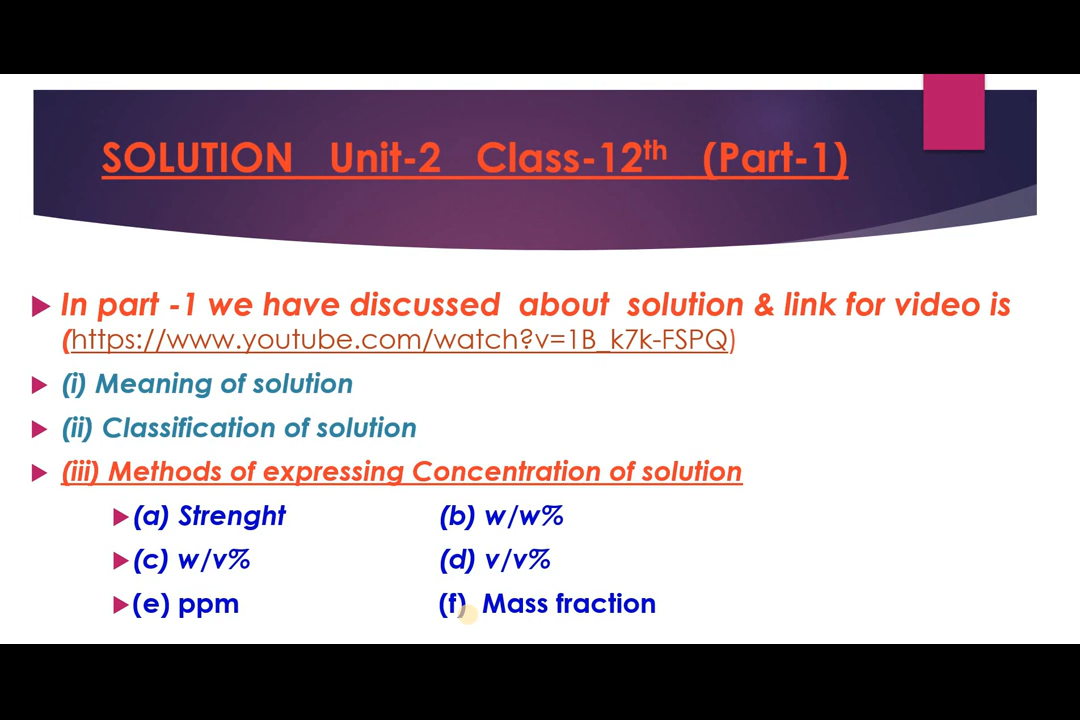 SOLUTION Unit-2 Class-12th (Part-1)
In part -1 we have discussed about solution & link for video is
(https://www.youtube.com/watch?v=1B_k7k-FSPQ)
(i) Meaning of solution
(ii) Classification of solution
(iii) Methods of expressing Concentration of solution
(a) Strenght (b) w/w%
(c) w/v% (d) v/v%
(e) ppm (f) Mass fraction